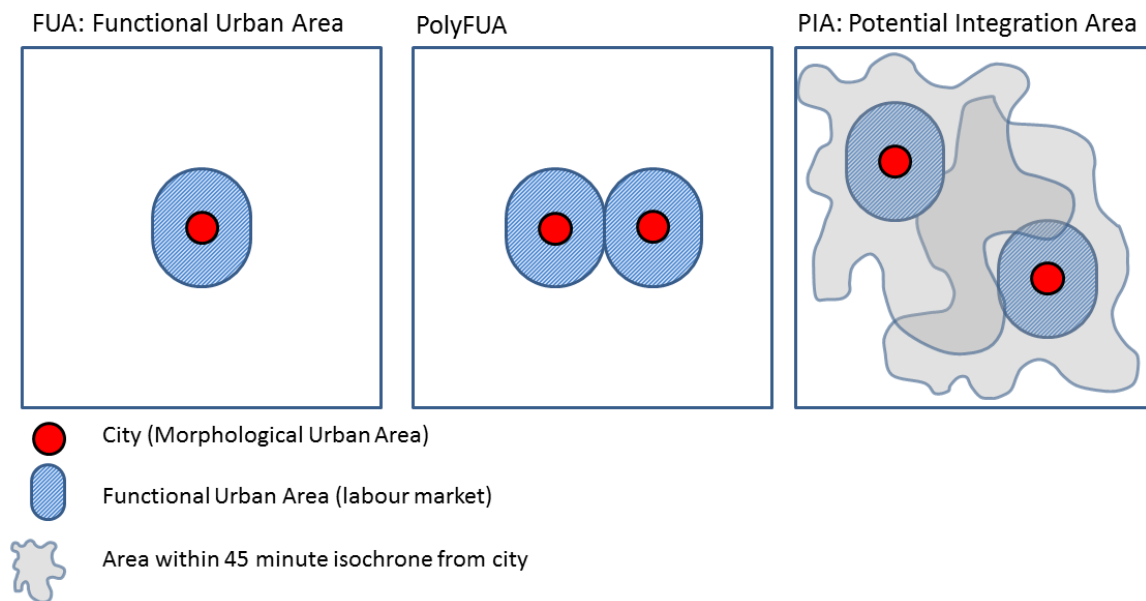 FUA: Functional Urban Area
PolyFUA
PIA: Potential Integration Area
City (Morphological Urban Area)
Functional Urban Area (labour market)
Area within 45 minute isochrone from city